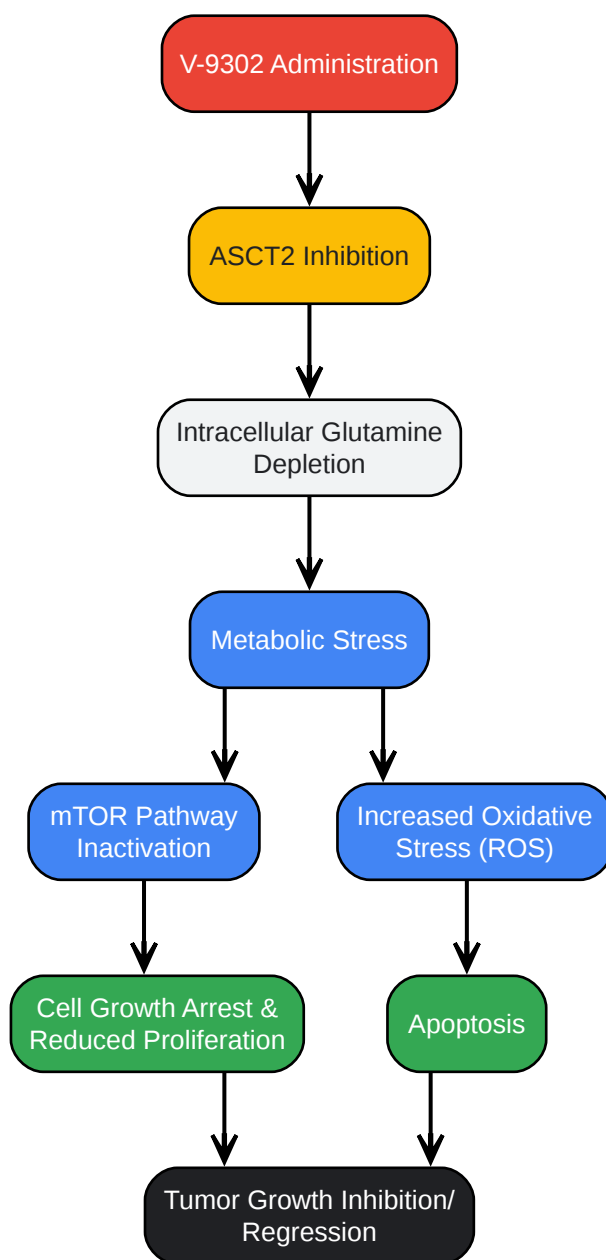 V-9302 Administration
ASCT2 Inhibition
Intracellular Glutamine
Depletion
Metabolic Stress
mTOR Pathway
Inactivation
Increased Oxidative
Stress (ROS)
Cell Growth Arrest &
Reduced Proliferation
Apoptosis
Tumor Growth Inhibition/
Regression